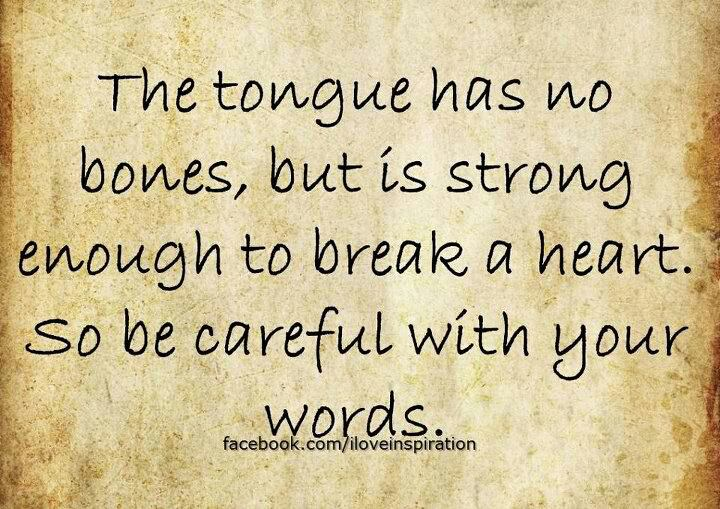 The tongue has no
bones, but is strong
enough to break a heart.
So be careful with your
words.
facebook.com/iloveinspiration